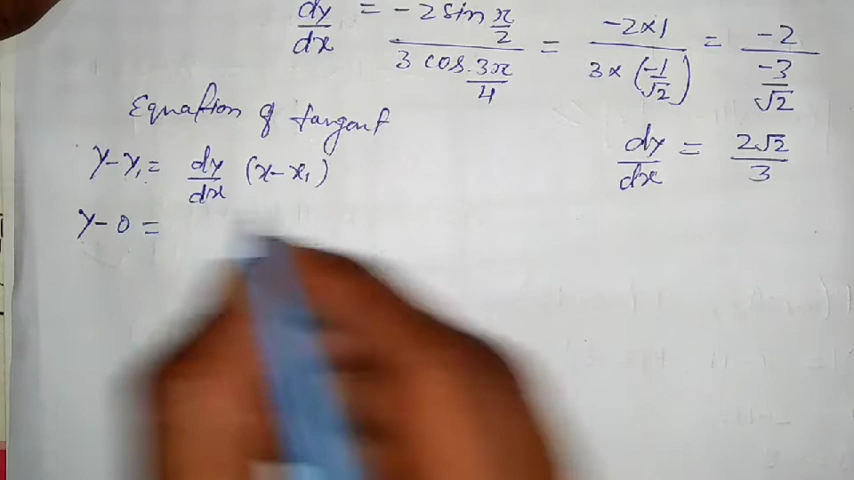 dy/dx = -2 sin π/2 / 3 cos. 3π/4 = -2×1 / 3×(-1/√2) = -2 / -3/√2
Equation of tangent
y-y₁ = dy/dx (x-x₁)
dy/dx = 2√2/3
y-0 =